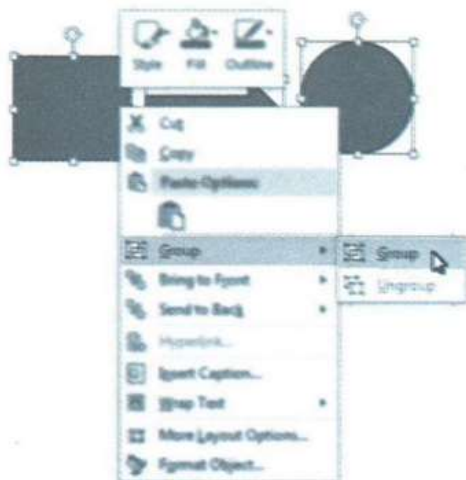 Style Fill Outline
Cut
Copy
Paste Options:
Group
Group
Bring to Front
Ungroup
Send to Back
Hyperlink...
Insert Caption...
Wrap Text
More Layout Options...
Format Object...